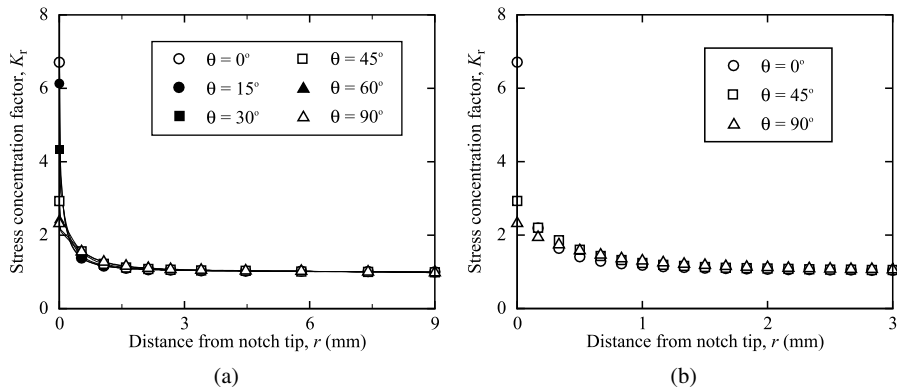 (a)
Stress concentration factor, Kr
8
6
4
2
0
θ = 0°
θ = 15°
θ = 30°
θ = 45°
θ = 60°
θ = 90°
0 3 6 9
Distance from notch tip, r (mm)
(a)
(b)
Stress concentration factor, Kr
8
6
4
2
0
θ = 0°
θ = 45°
θ = 90°
0 1 2 3
Distance from notch tip, r (mm)
(b)